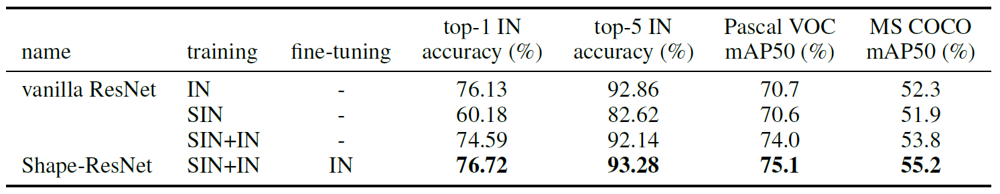 top-1 IN top-5 IN Pascal VOC MS COCO
name training fine-tuning accuracy (%) accuracy (%) mAP50 (%) mAP50 (%)
vanilla ResNet IN - 76.13 92.86 70.7 52.3
SIN - 60.18 82.62 70.6 51.9
SIN+IN - 74.59 92.14 74.0 53.8
Shape-ResNet SIN+IN IN 76.72 93.28 75.1 55.2